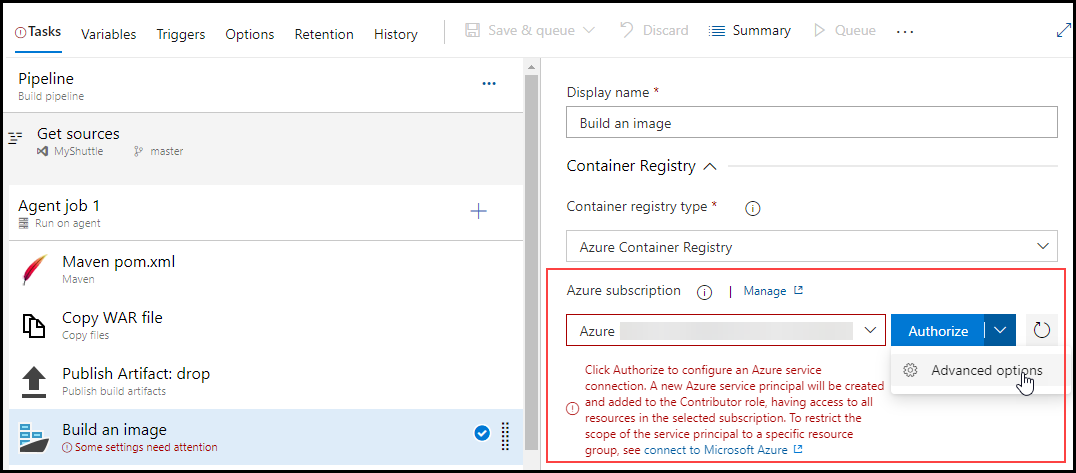 Tasks Variables Triggers Options Retention History Save & queue Discard Summary Queue ...
Pipeline
Build pipeline
Get sources
MyShuttle master
Agent job 1
Run on agent
Maven pom.xml
Maven
Copy WAR file
Copy files
Publish Artifact: drop
Publish build artifacts
Build an image
Some settings need attention
Display name *
Build an image
Container Registry
Container registry type *
Azure Container Registry
Azure subscription | Manage
Azure
Authorize
Advanced options
Click Authorize to configure an Azure service
connection. A new Azure service principal will be created
and added to the Contributor role, having access to all
resources in the selected subscription. To restrict the
scope of the service principal to a specific resource
group, see connect to Microsoft Azure